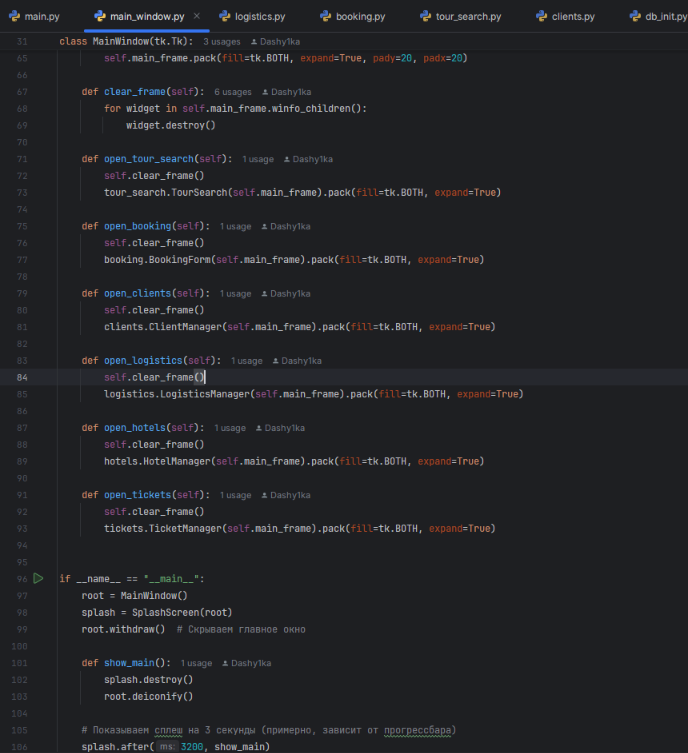 main.py main_window.py × logistics.py booking.py tour_search.py clients.py db_init.py
31 class MainWindow(tk.Tk): 3 usages Dashy1ka
65 self.main_frame.pack(fill=tk.BOTH, expand=True, pady=20, padx=20)
66
67 def clear_frame(self): 6 usages Dashy1ka
68 for widget in self.main_frame.winfo_children():
69 widget.destroy()
70
71 def open_tour_search(self): 1 usage Dashy1ka
72 self.clear_frame()
73 tour_search.TourSearch(self.main_frame).pack(fill=tk.BOTH, expand=True)
74
75 def open_booking(self): 1 usage Dashy1ka
76 self.clear_frame()
77 booking.BookingForm(self.main_frame).pack(fill=tk.BOTH, expand=True)
78
79 def open_clients(self): 1 usage Dashy1ka
80 self.clear_frame()
81 clients.ClientManager(self.main_frame).pack(fill=tk.BOTH, expand=True)
82
83 def open_logistics(self): 1 usage Dashy1ka
84 self.clear_frame()
85 logistics.LogisticsManager(self.main_frame).pack(fill=tk.BOTH, expand=True)
86
87 def open_hotels(self): 1 usage Dashy1ka
88 self.clear_frame()
89 hotels.HotelManager(self.main_frame).pack(fill=tk.BOTH, expand=True)
90
91 def open_tickets(self): 1 usage Dashy1ka
92 self.clear_frame()
93 tickets.TicketManager(self.main_frame).pack(fill=tk.BOTH, expand=True)
94
95
96 if __name__ == "__main__":
97 root = MainWindow()
98 splash = SplashScreen(root)
99 root.withdraw() # Скрываем главное окно
100
101 def show_main(): 1 usage Dashy1ka
102 splash.destroy()
103 root.deiconify()
104
105 # Показываем сплеш на 3 секунды (примерно, зависит от прогрессбара)
106 splash.after( ms: 3200, show_main)